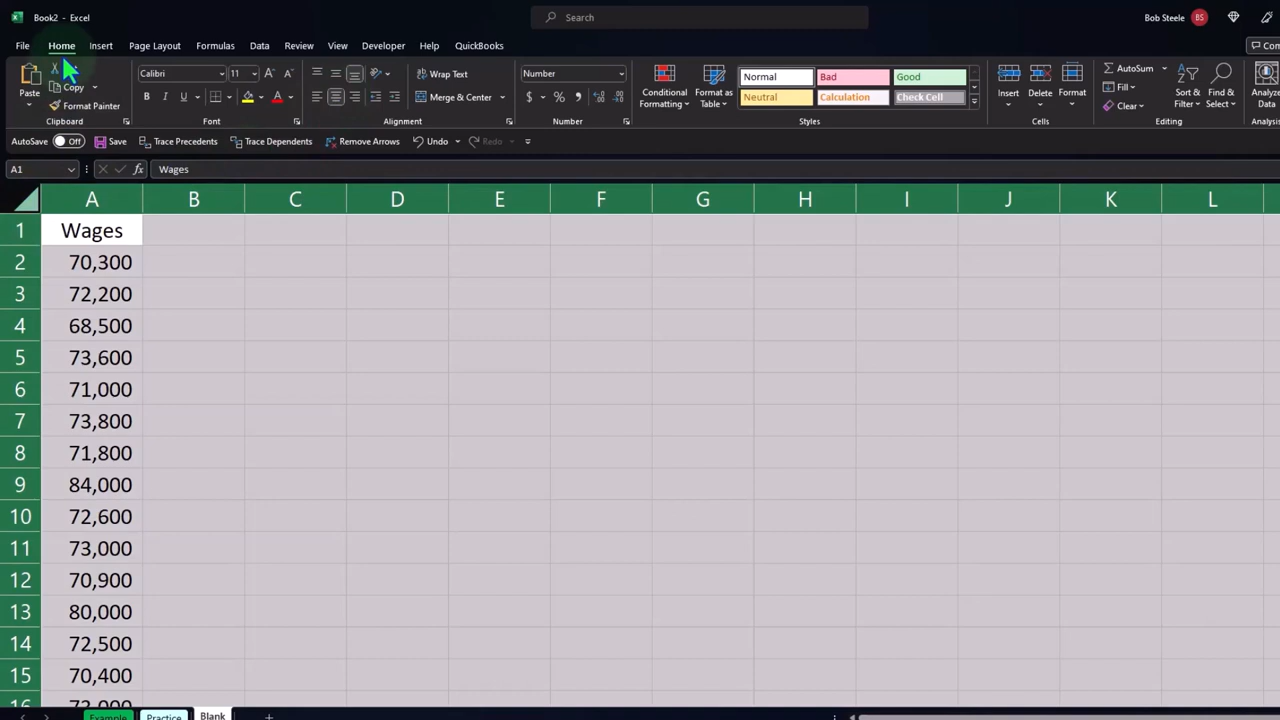 Book2 - Excel
Search
Bob Steele BS
File Home Insert Page Layout Formulas Data Review View Developer Help QuickBooks
Paste
Copy
Format Painter
Clipboard
Calibri 11
B I U
Font
Wrap Text
Merge & Center
Alignment
Number
$ % ,
Number
Conditional Formatting
Format as Table
Normal Bad Good
Neutral Calculation Check Cell
Styles
Insert Delete Format
Cells
AutoSum
Fill
Clear
Sort & Filter
Find & Select
Editing
AutoSave Off Save Trace Precedents Trace Dependents Remove Arrows Undo Redo
A1 fx Wages
A B C D E F G H I J K L
1 Wages
2 70,300
3 72,200
4 68,500
5 73,600
6 71,000
7 73,800
8 71,800
9 84,000
10 72,600
11 73,000
12 70,900
13 80,000
14 72,500
15 70,400
Example Practice Blank